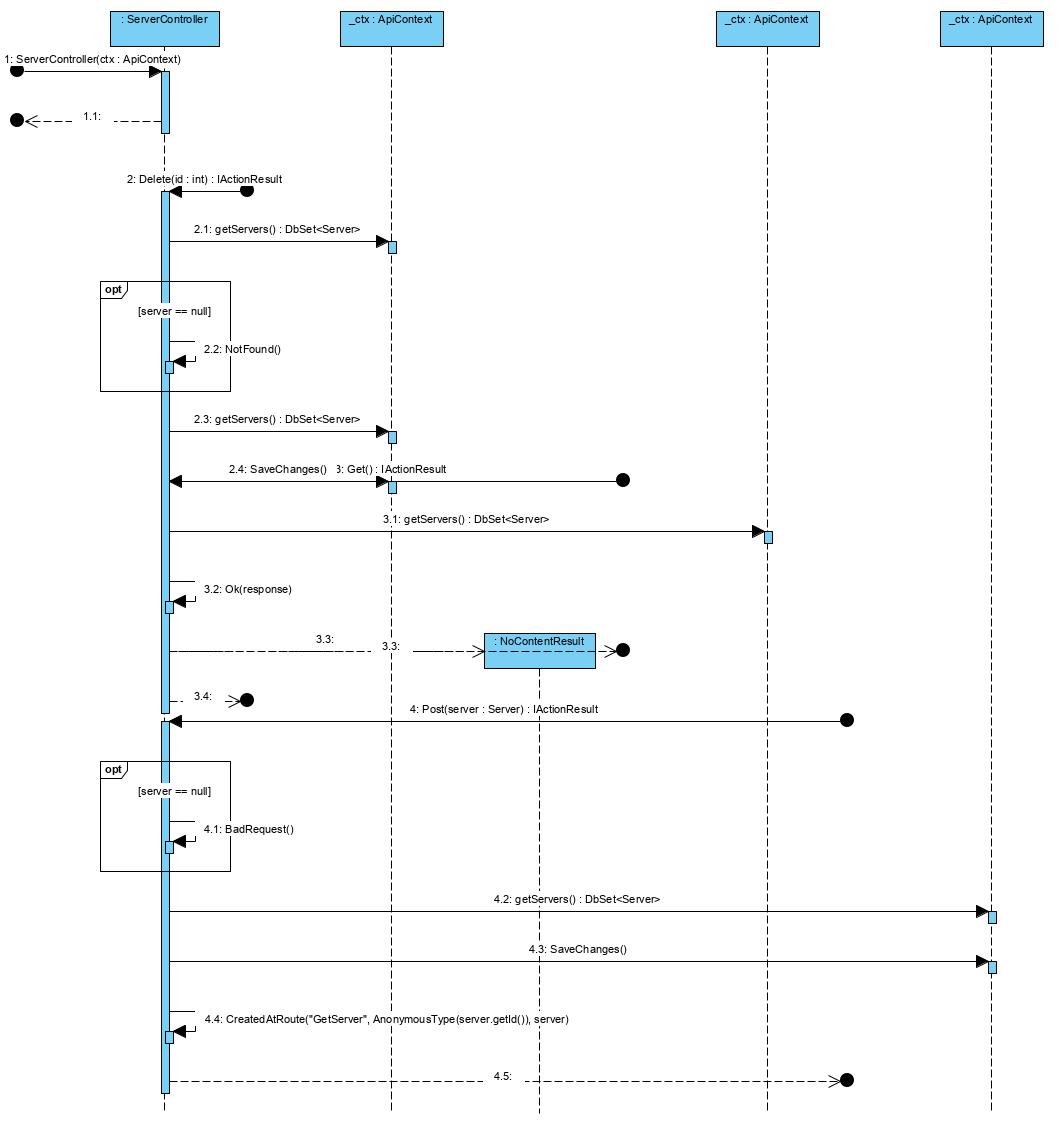 : ServerController
_ctx : ApiContext
_ctx : ApiContext
_ctx : ApiContext
1: ServerController(ctx : ApiContext)
1.1:
2: Delete(id : int) : IActionResult
2.1: getServers() : DbSet<Server>
opt
[server == null]
2.2: NotFound()
2.3: getServers() : DbSet<Server>
2.4: SaveChanges()
3: Get() : IActionResult
3.1: getServers() : DbSet<Server>
3.2: Ok(response)
: NoContentResult
3.3:
3.3:
3.4:
4: Post(server : Server) : IActionResult
opt
[server == null]
4.1: BadRequest()
4.2: getServers() : DbSet<Server>
4.3: SaveChanges()
4.4: CreatedAtRoute("GetServer", AnonymousType(server.getId()), server)
4.5: